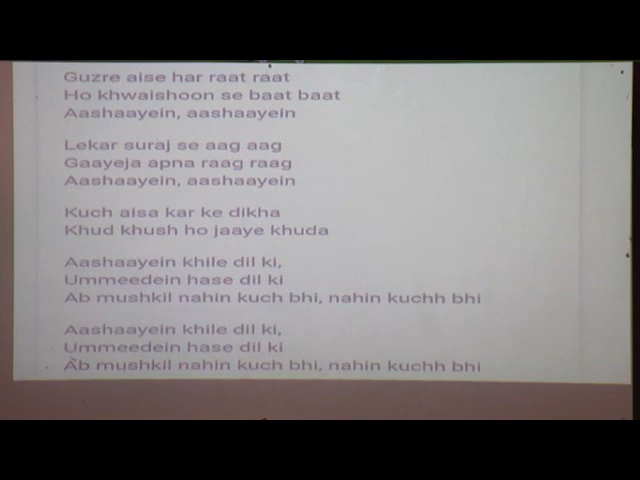 Guzre aise har raat raat
Ho khwaishoon se baat baat
Aashaayein, aashaayein
Lekar suraj se aag aag
Gaayeja apna raag raag
Aashaayein, aashaayein
Kuch aisa kar ke dikha
Khud khush ho jaaye khuda
Aashaayein khile dil ki,
Ummeedein hase dil ki
Ab mushkil nahin kuch bhi, nahin kuchh bhi
Aashaayein khile dil ki,
Ummeedein hase dil ki
Ab mushkil nahin kuch bhi, nahin kuchh bhi